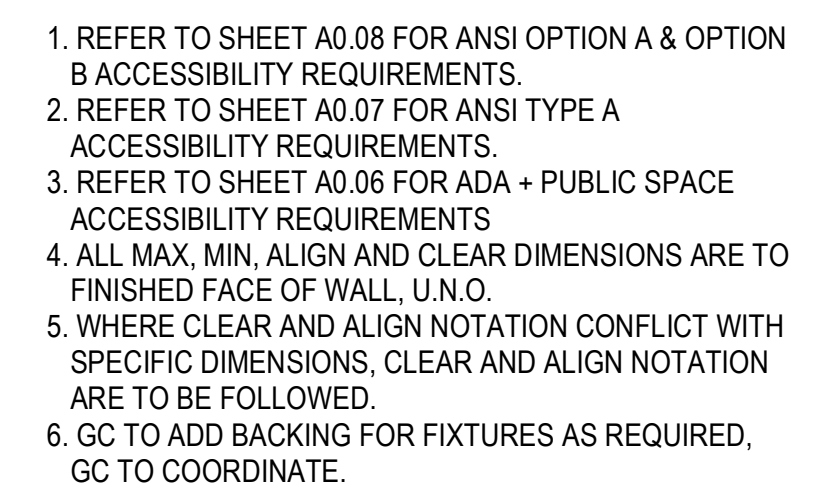 1. REFER TO SHEET A0.08 FOR ANSI OPTION A & OPTION
B ACCESSIBILITY REQUIREMENTS.
2. REFER TO SHEET A0.07 FOR ANSI TYPE A
ACCESSIBILITY REQUIREMENTS.
3. REFER TO SHEET A0.06 FOR ADA + PUBLIC SPACE
ACCESSIBILITY REQUIREMENTS
4. ALL MAX, MIN, ALIGN AND CLEAR DIMENSIONS ARE TO
FINISHED FACE OF WALL, U.N.O.
5. WHERE CLEAR AND ALIGN NOTATION CONFLICT WITH
SPECIFIC DIMENSIONS, CLEAR AND ALIGN NOTATION
ARE TO BE FOLLOWED.
6. GC TO ADD BACKING FOR FIXTURES AS REQUIRED,
GC TO COORDINATE.